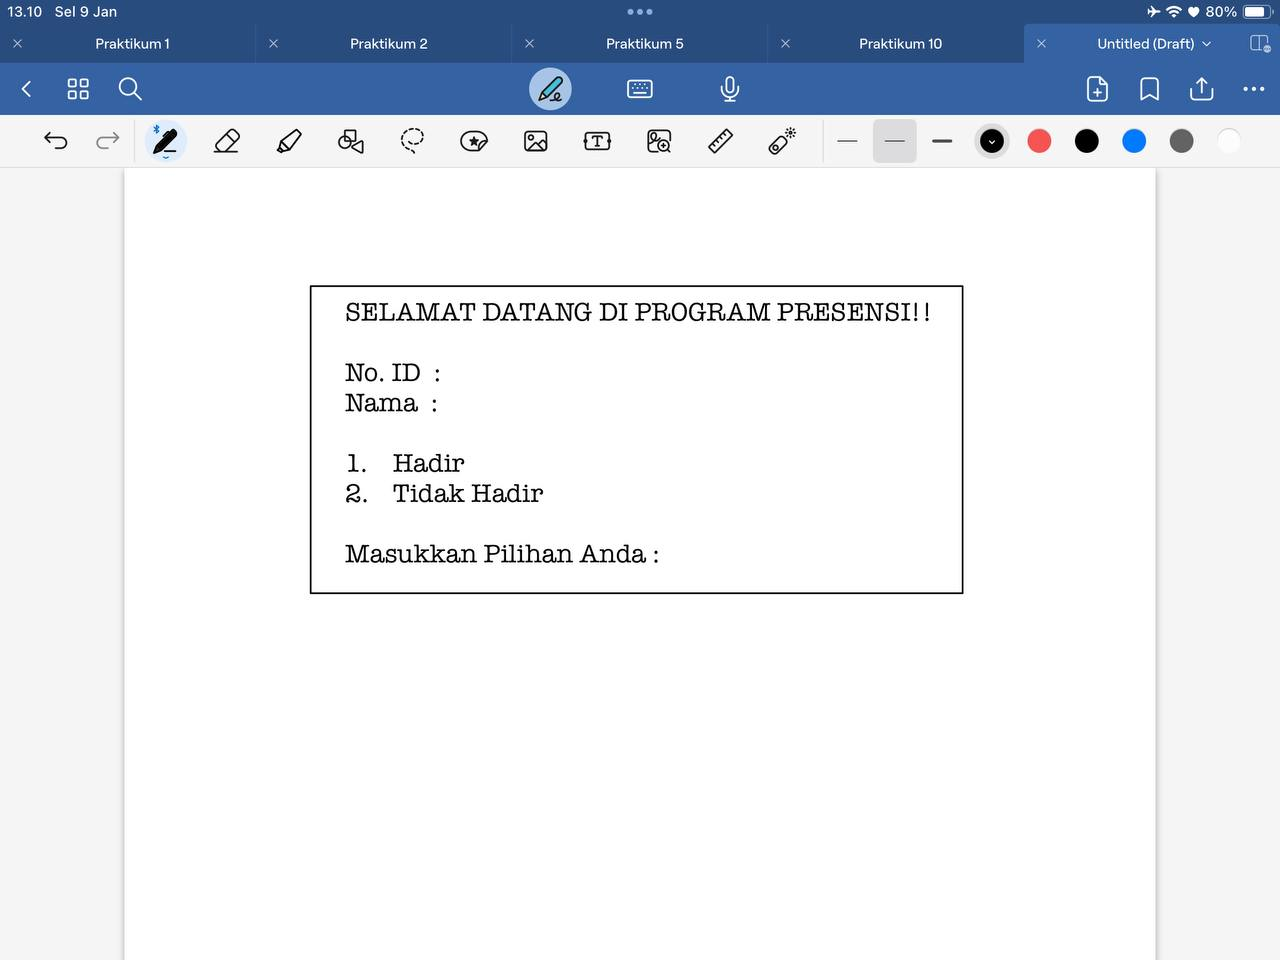 13.10 Sel 9 Jan 80%
Praktikum 1 Praktikum 2 Praktikum 5 Praktikum 10 Untitled (Draft)
SELAMAT DATANG DI PROGRAM PRESENSI!!
No. ID :
Nama :
1. Hadir
2. Tidak Hadir
Masukkan Pilihan Anda :